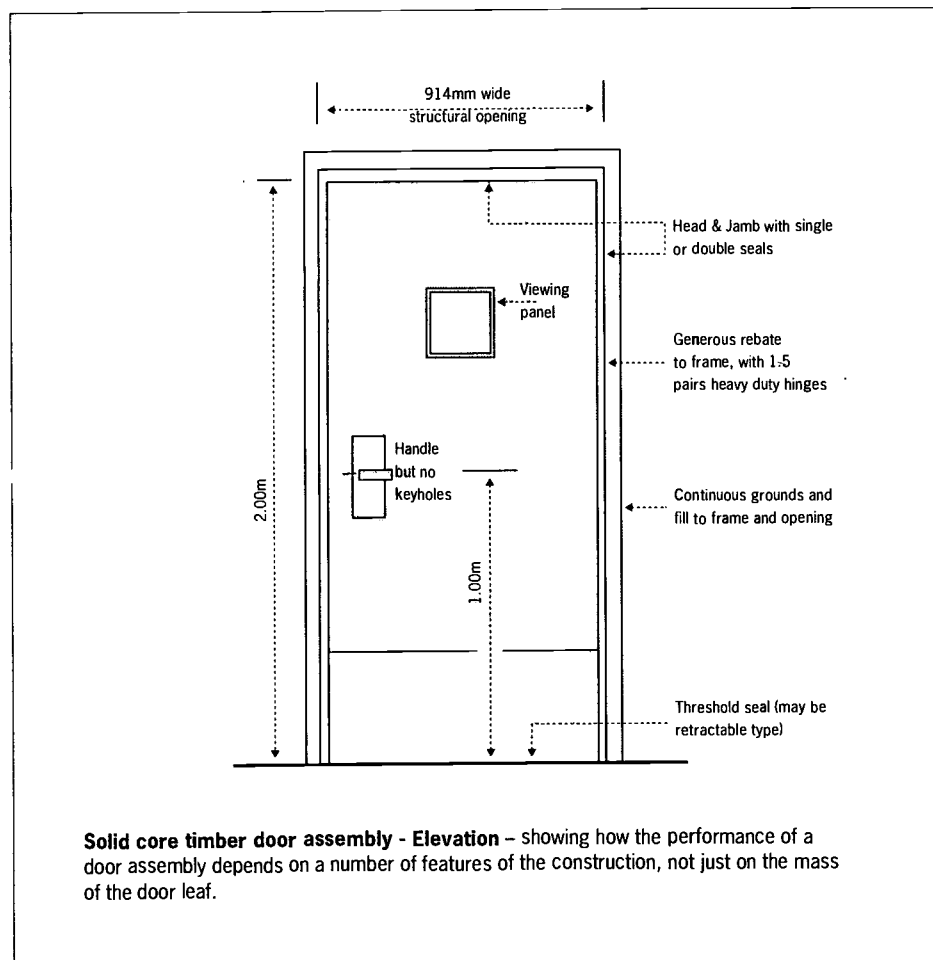 914mm wide
structural opening
Head & Jamb with single
or double seals
Viewing
panel
Generous rebate
to frame, with 1-5
pairs heavy duty hinges
Handle
but no
keyholes
2.00m
Continuous grounds and
fill to frame and opening
1.00m
Threshold seal (may be
retractable type)
Solid core timber door assembly - Elevation – showing how the performance of a
door assembly depends on a number of features of the construction, not just on the mass
of the door leaf.